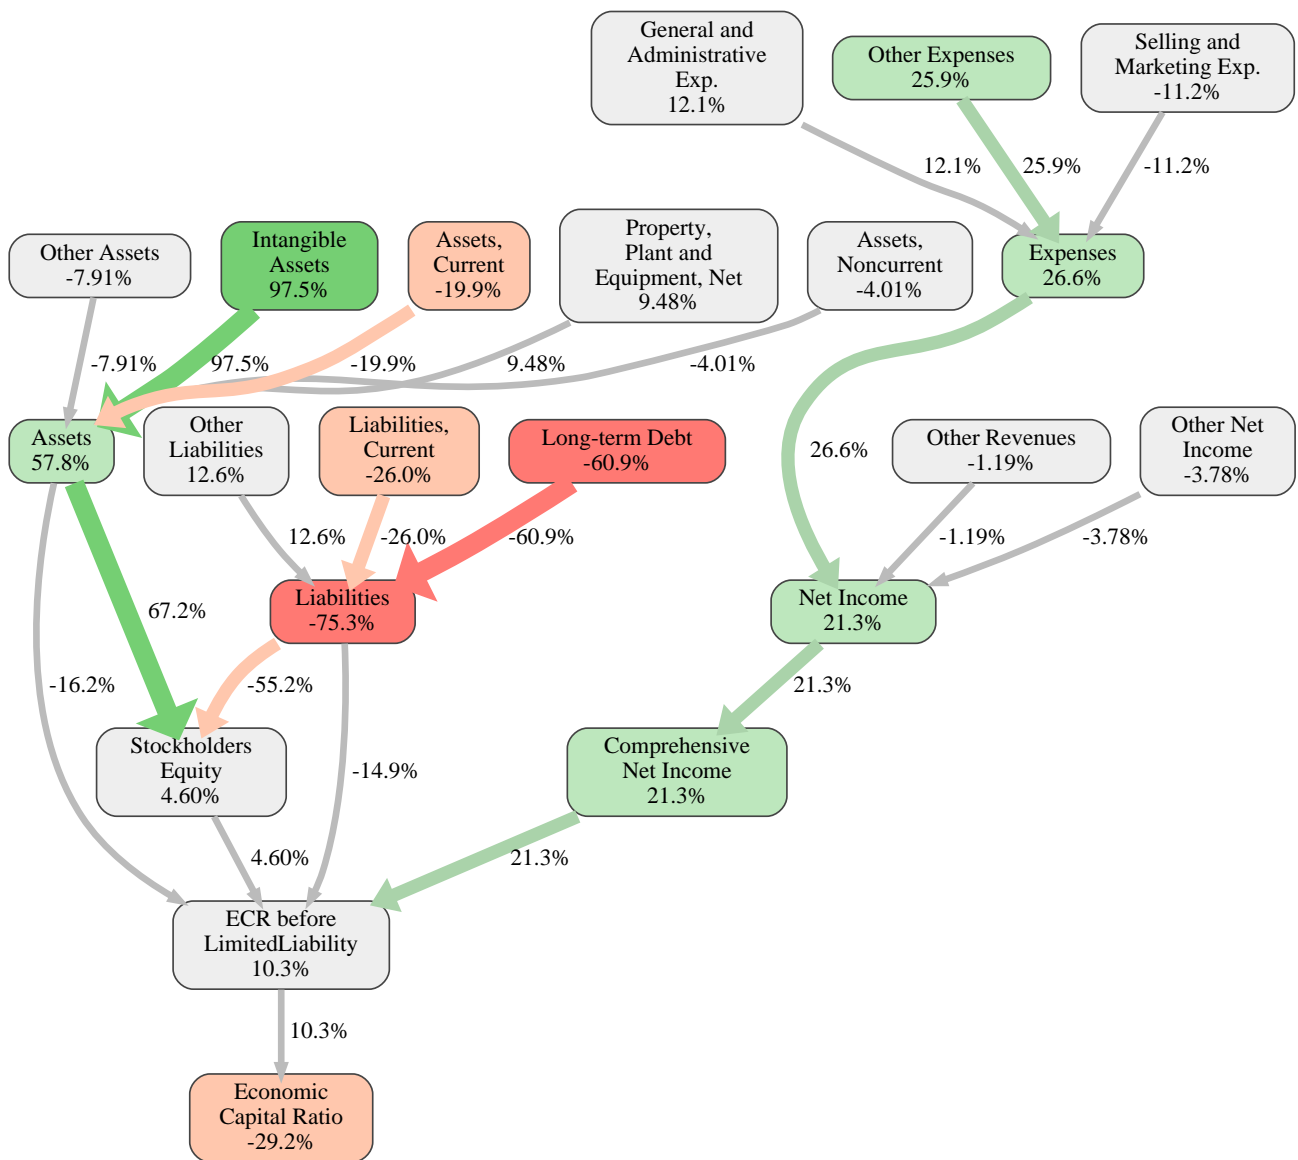 General and
Administrative
Exp.
12.1%
Other Expenses
25.9%
Selling and
Marketing Exp.
-11.2%
12.1%
25.9%
-11.2%
Other Assets
-7.91%
Intangible
Assets
97.5%
Assets,
Current
-19.9%
Property,
Plant and
Equipment, Net
9.48%
Assets,
Noncurrent
-4.01%
Expenses
26.6%
-7.91%
97.5%
-19.9%
9.48%
-4.01%
Assets
57.8%
Other
Liabilities
12.6%
Liabilities,
Current
-26.0%
Long-term Debt
-60.9%
26.6%
Other Revenues
-1.19%
Other Net
Income
-3.78%
12.6%
-26.0%
-60.9%
-1.19%
-3.78%
Liabilities
-75.3%
Net Income
21.3%
67.2%
-16.2%
-55.2%
21.3%
Stockholders
Equity
4.60%
-14.9%
Comprehensive
Net Income
21.3%
4.60%
21.3%
ECR before
LimitedLiability
10.3%
10.3%
Economic
Capital Ratio
-29.2%